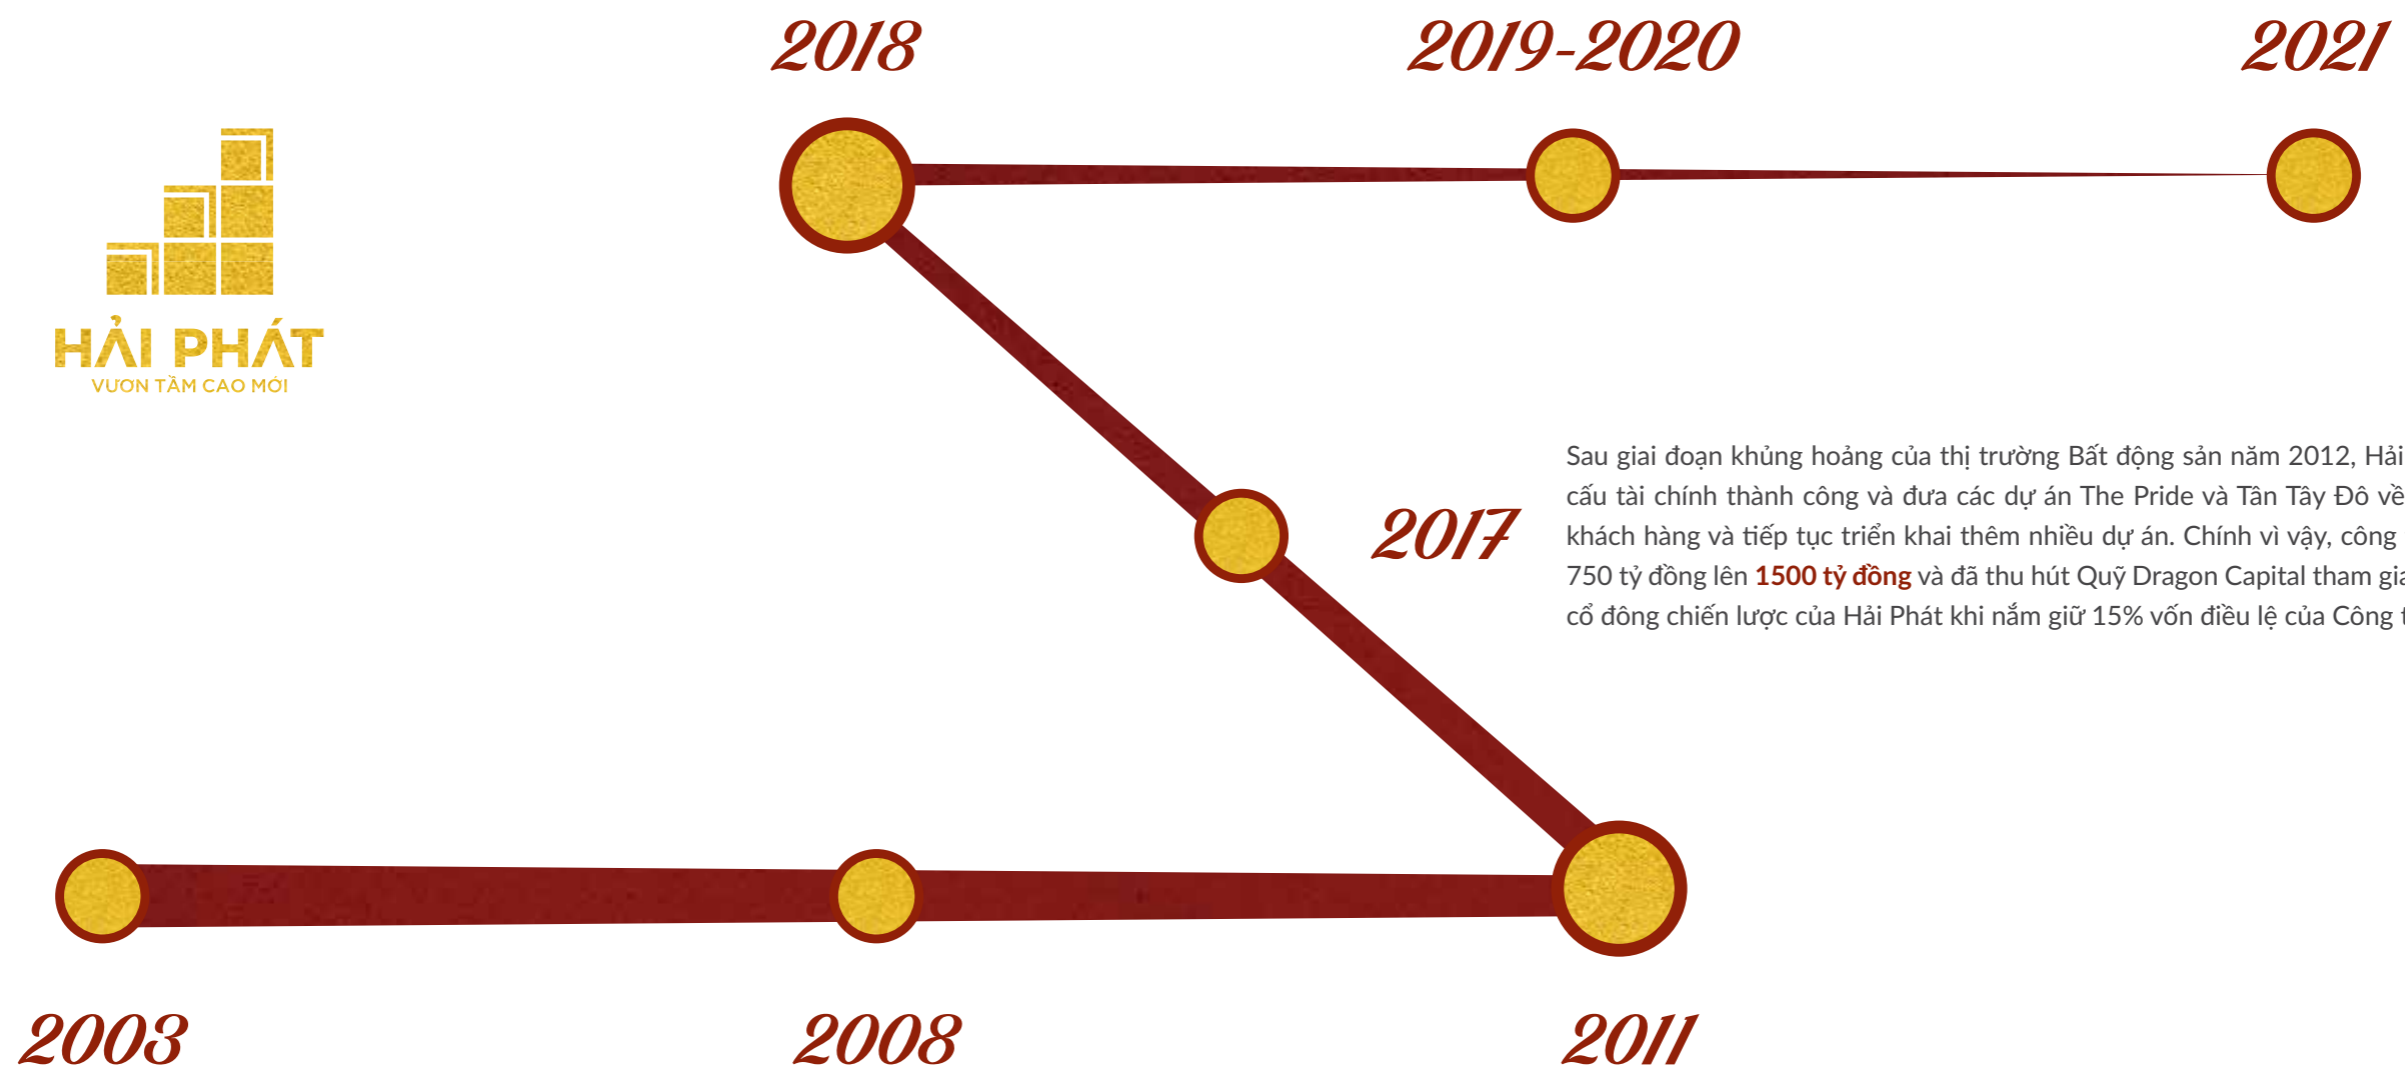 2018
2019-2020
2021
HẢI PHÁT
VƯƠN TẦM CAO MỚI
Sau giai đoạn khủng hoảng của thị trường Bất động sản năm 2012, Hải
cấu tài chính thành công và đưa các dự án The Pride và Tân Tây Đô về
2017
khách hàng và tiếp tục triển khai thêm nhiều dự án. Chính vì vậy, công
750 tỷ đồng lên 1500 tỷ đồng và đã thu hút Quỹ Dragon Capital tham gia
cổ đông chiến lược của Hải Phát khi nắm giữ 15% vốn điều lệ của Công
2003
2008
2011